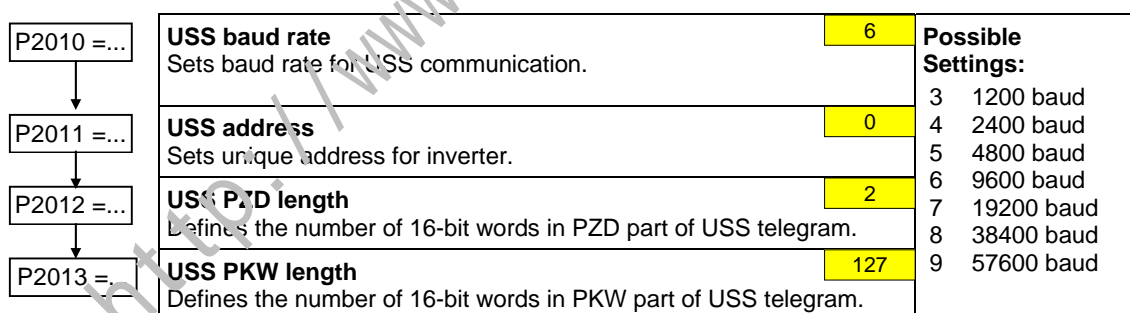 P2010 =...
USS baud rate
6
Sets baud rate for USS communication.
P2011 =...
USS address
0
Sets unique address for inverter.
P2012 =...
USS PZD length
2
Defines the number of 16-bit words in PZD part of USS telegram.
P2013 =.
USS PKW length
127
Defines the number of 16-bit words in PKW part of USS telegram.
Possible
Settings:
3 1200 baud
4 2400 baud
5 4800 baud
6 9600 baud
7 19200 baud
8 38400 baud
9 57600 baud
http://www